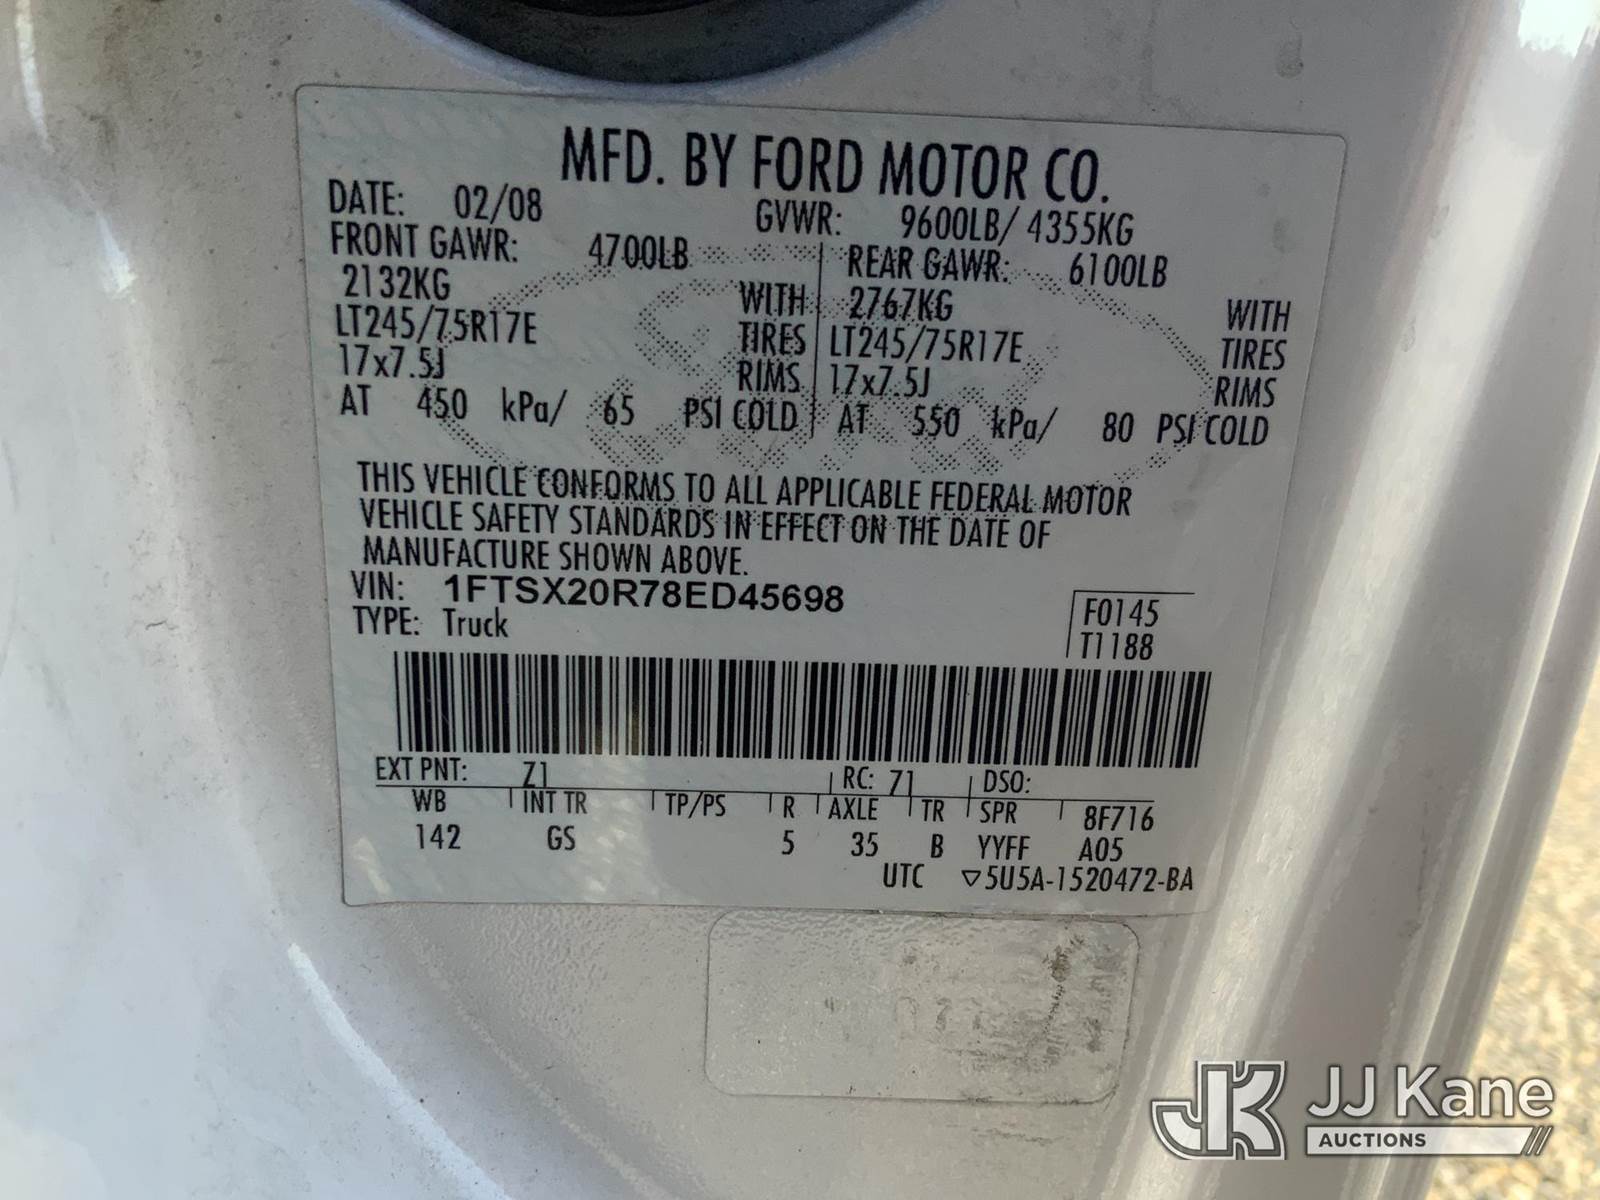 MFD. BY FORD MOTOR CO.
DATE: 02/08 GVWR: 9600LB/ 4355KG
FRONT GAWR: 4700LB REAR GAWR: 6100LB
2132KG WITH 2767KG WITH
LT245/75R17E TIRES LT245/75R17E TIRES
17x7.5J RIMS 17x7.5J RIMS
AT 450 kPa/ 65 PSI COLD AT 550 kPa/ 80 PSI COLD
THIS VEHICLE CONFORMS TO ALL APPLICABLE FEDERAL MOTOR
VEHICLE SAFETY STANDARDS IN EFFECT ON THE DATE OF
MANUFACTURE SHOWN ABOVE.
VIN: 1FTSX20R78ED45698
TYPE: Truck
F0145
T1188
EXT PNT: Z1 RC: 71 DSO:
WB INT TR TP/PS R AXLE TR SPR 8F716
142 GS 5 35 B YYFF A05
UTC ▽5U5A-1520472-BA
JK JJ Kane
AUCTIONS